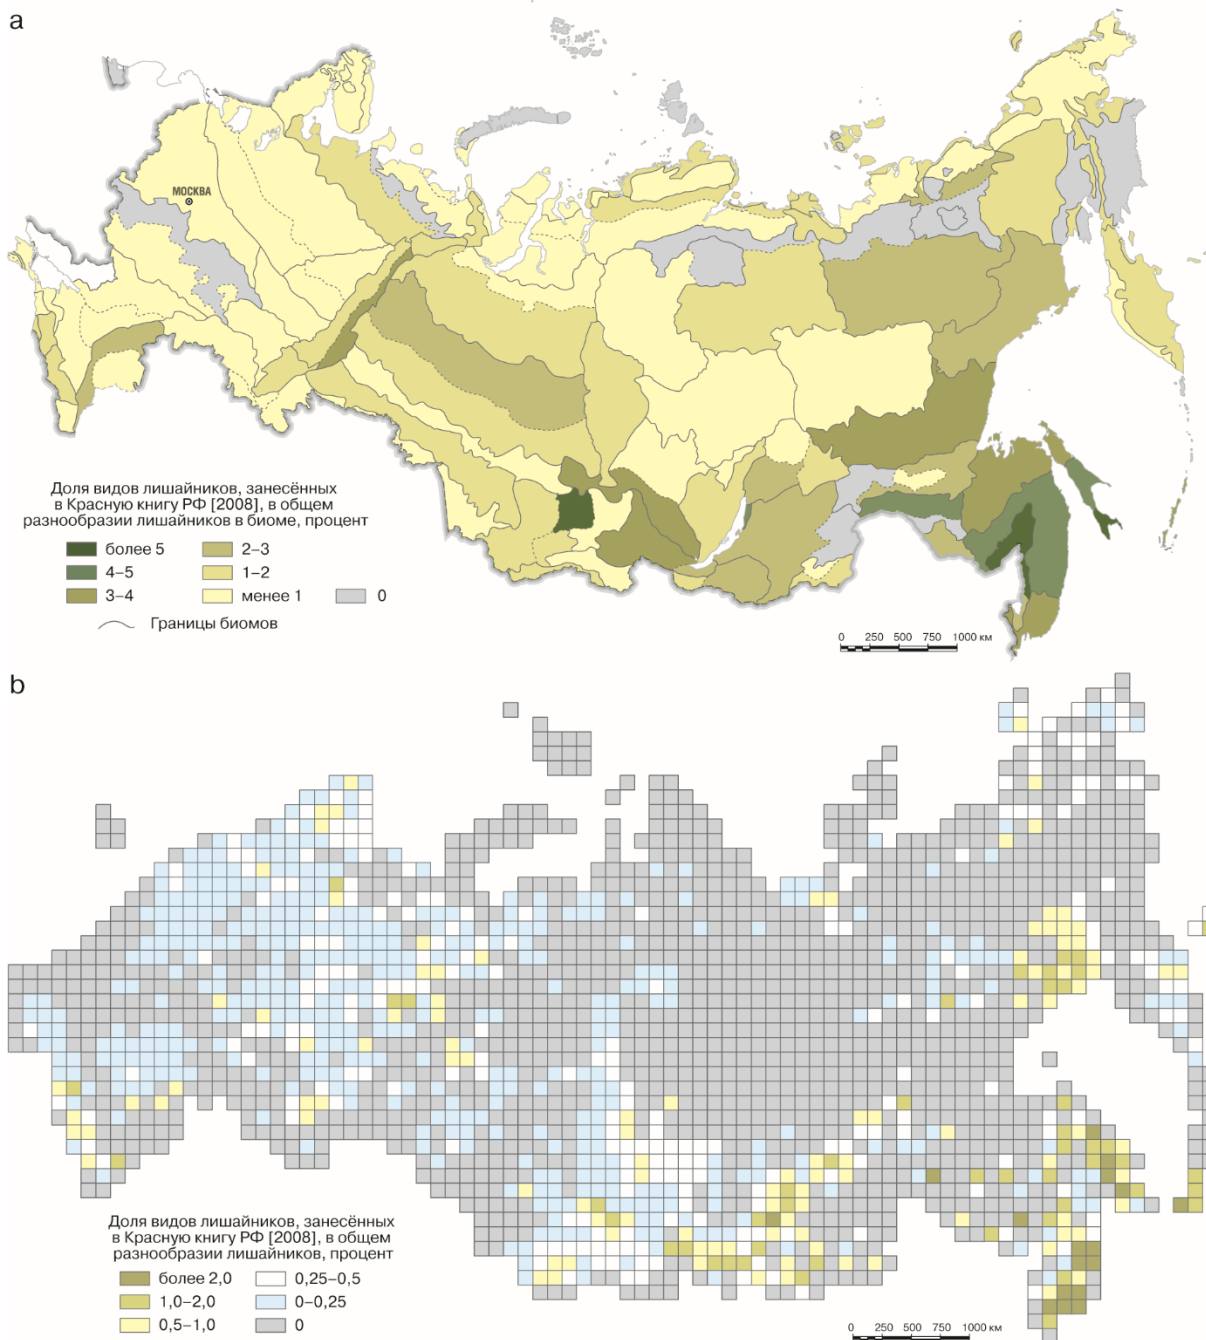 a
МОСКВА
Доля видов лишайников, занесённых
в Красную книгу РФ [2008], в общем
разнообразии лишайников в биоме, процент
более 5
2–3
4–5
1–2
3–4
менее 1
0
Границы биомов
0 250 500 750 1000 км
b
Доля видов лишайников, занесённых
в Красную книгу РФ [2008], в общем
разнообразии лишайников, процент
более 2,0
0,25–0,5
1,0–2,0
0–0,25
0,5–1,0
0
0 250 500 750 1000 км